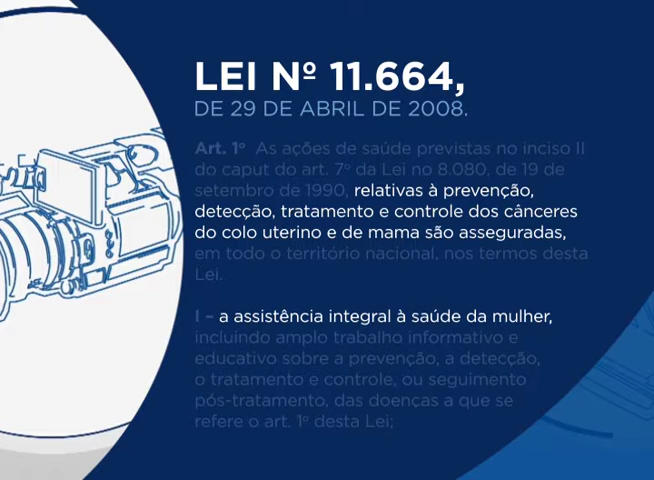 LEI Nº 11.664,
DE 29 DE ABRIL DE 2008.
Art. 1º As ações de saúde previstas no inciso II
do caput do art. 7º da Lei no 8.080, de 19 de
setembro de 1990, relativas à prevenção,
detecção, tratamento e controle dos cânceres
do colo uterino e de mama são asseguradas,
em todo o território nacional, nos termos desta
Lei.
I – a assistência integral à saúde da mulher,
incluindo amplo trabalho informativo e
educativo sobre a prevenção, a detecção,
o tratamento e controle, ou seguimento
pós-tratamento, das doenças a que se
refere o art. 1º desta Lei;